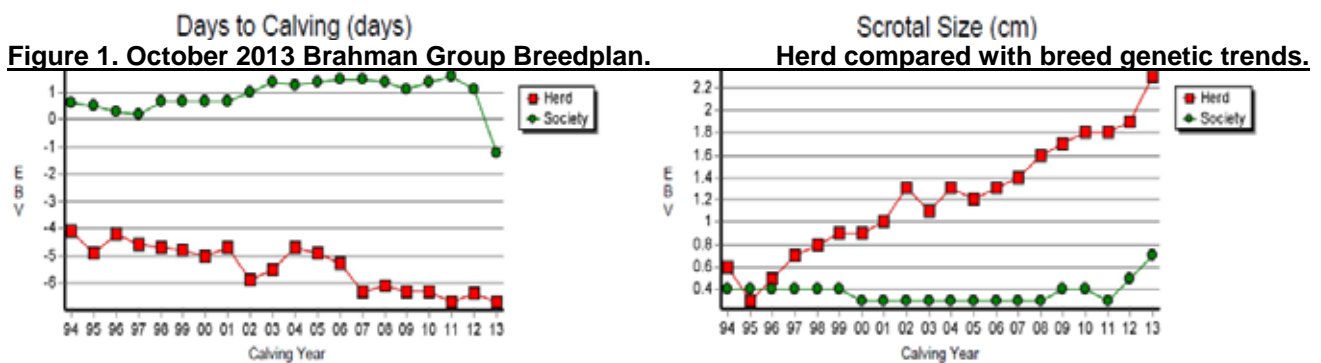 Days to Calving (days)
Scrotal Size (cm)
Figure 1. October 2013 Brahman Group Breedplan. Herd compared with breed genetic trends.
1
0
-1
-2
-3
-4
-5
-6
E
B
V
94 95 96 97 98 99 00 01 02 03 04 05 06 07 08 09 10 11 12 13
Calving Year
Herd
Society
2.2
2
1.8
1.6
1.4
1.2
1
0.8
0.6
0.4
E
B
V
94 95 96 97 98 99 00 01 02 03 04 05 06 07 08 09 10 11 12 13
Calving Year
Herd
Society